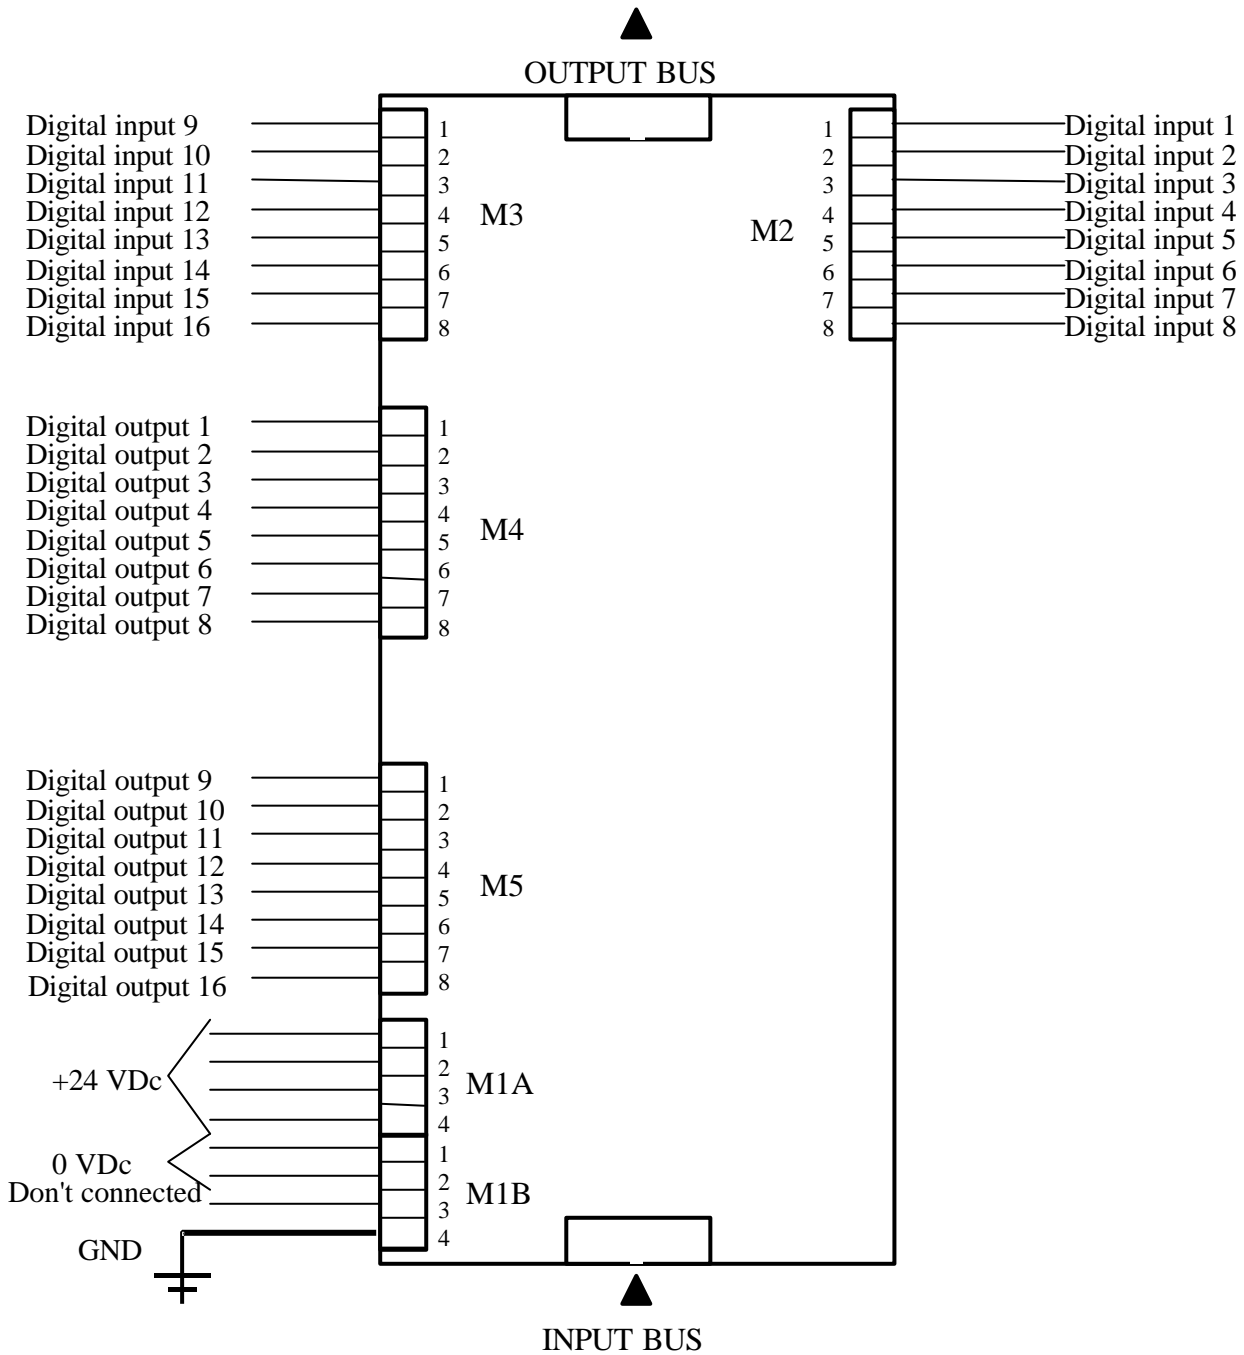 OUTPUT BUS
Digital input 9
Digital input 10
Digital input 11
Digital input 12
Digital input 13
Digital input 14
Digital input 15
Digital input 16
1
2
3
4
5
6
7
8
M3
M2
1
2
3
4
5
6
7
8
Digital input 1
Digital input 2
Digital input 3
Digital input 4
Digital input 5
Digital input 6
Digital input 7
Digital input 8
Digital output 1
Digital output 2
Digital output 3
Digital output 4
Digital output 5
Digital output 6
Digital output 7
Digital output 8
1
2
3
4
5
6
7
8
M4
Digital output 9
Digital output 10
Digital output 11
Digital output 12
Digital output 13
Digital output 14
Digital output 15
Digital output 16
1
2
3
4
5
6
7
8
M5
+24 VDc
1
2
3
4
M1A
0 VDc
Don't connected
GND
1
2
3
4
M1B
INPUT BUS